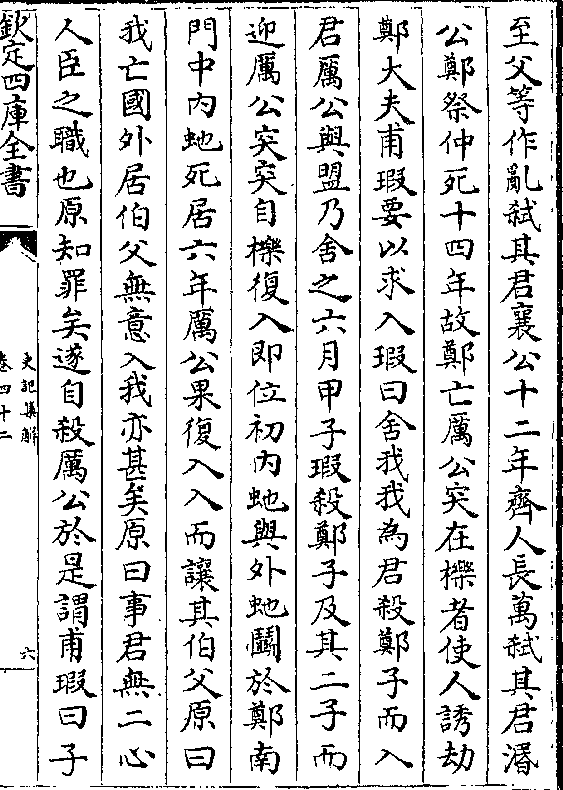 至父等作亂弑其君襄公十二年齊人長萬弑其君湣
公鄭祭仲死十四年故鄭亡厲公突在櫟者使人誘劫
鄭大夫甫瑕要以求入瑕曰舍我我為君殺鄭子而入
君厲公與盟乃舍之六月甲子瑕殺鄭子及其二子而
迎厲公突突自櫟復入即位初內虵與外虵鬭於鄭南
門中內虵死居六年厲公果復入入而讓其伯父原曰
我亡國外居伯父無意入我亦甚矣原曰事君無二心
人臣之職也原知罪矣遂自殺厲公於是謂甫瑕曰子
欽定四庫全書
史記集解
卷四十二
六